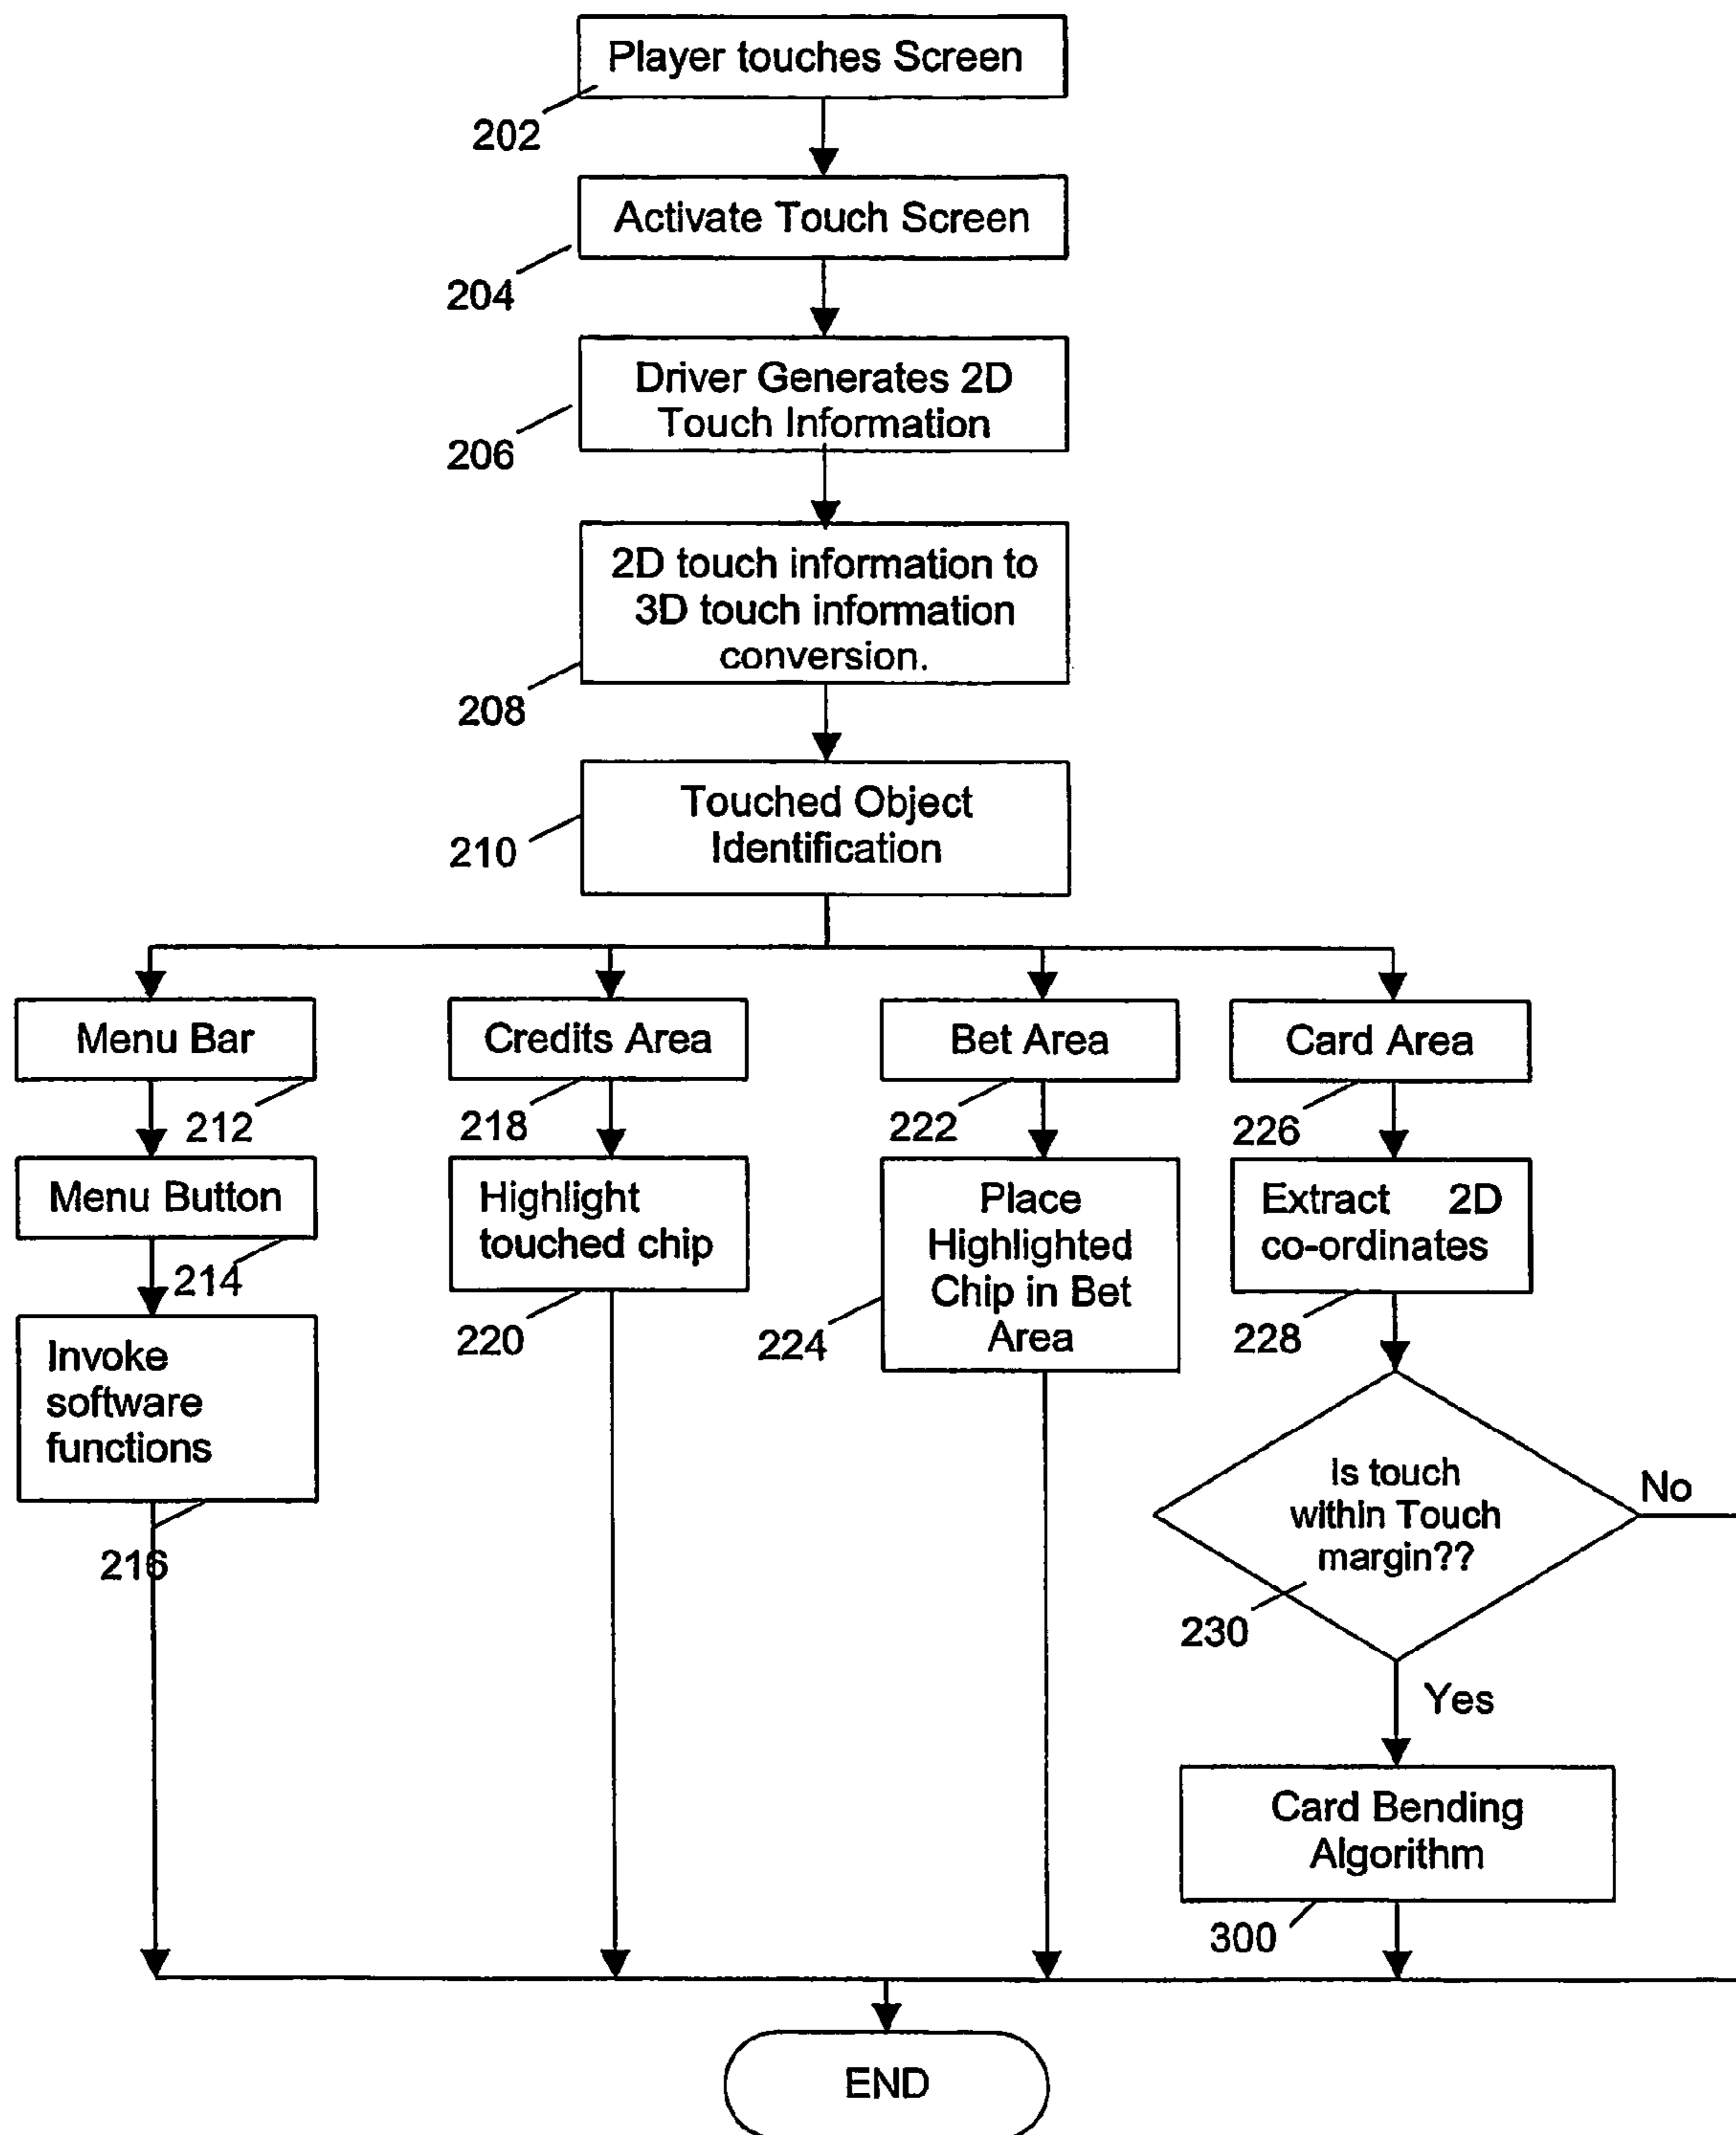 Player touches Screen
202
Activate Touch Screen
204
Driver Generates 2D
Touch Information
206
2D touch information to
3D touch information
conversion.
208
Touched Object
Identification
210
Menu Bar
212
Menu Button
214
Invoke
software
functions
216
Credits Area
218
Highlight
touched chip
220
Bet Area
222
Place
Highlighted
Chip in Bet
Area
224
Card Area
226
Extract 2D
co-ordinates
228
Is touch
within Touch
margin??
230
No
Yes
Card Bending
Algorithm
300
END